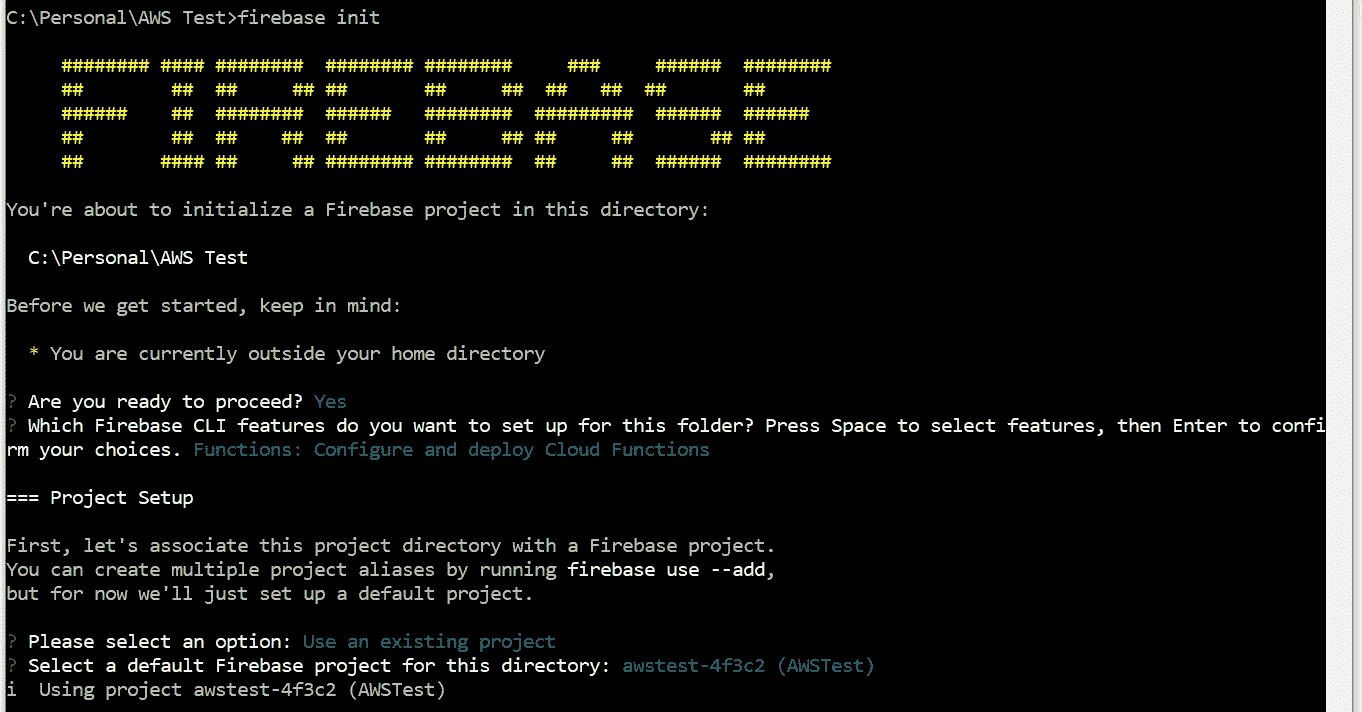 C:\Personal\AWS Test>firebase init
######## #### ########  ######## ########     ###     ######  ########
##        ##  ##     ## ##       ##     ##  ##   ##  ##       ##
######    ##  ########  ######   ########  #########  ######  ######
##        ##  ##    ##  ##       ##     ## ##     ##       ## ##
##       #### ##     ## ######## ########  ##     ##  ######  ########
You're about to initialize a Firebase project in this directory:
C:\Personal\AWS Test
Before we get started, keep in mind:
* You are currently outside your home directory
? Are you ready to proceed? Yes
? Which Firebase CLI features do you want to set up for this folder? Press Space to select features, then Enter to confi
rm your choices. Functions: Configure and deploy Cloud Functions
=== Project Setup
First, let's associate this project directory with a Firebase project.
You can create multiple project aliases by running firebase use --add,
but for now we'll just set up a default project.
? Please select an option: Use an existing project
? Select a default Firebase project for this directory: awstest-4f3c2 (AWSTest)
i  Using project awstest-4f3c2 (AWSTest)